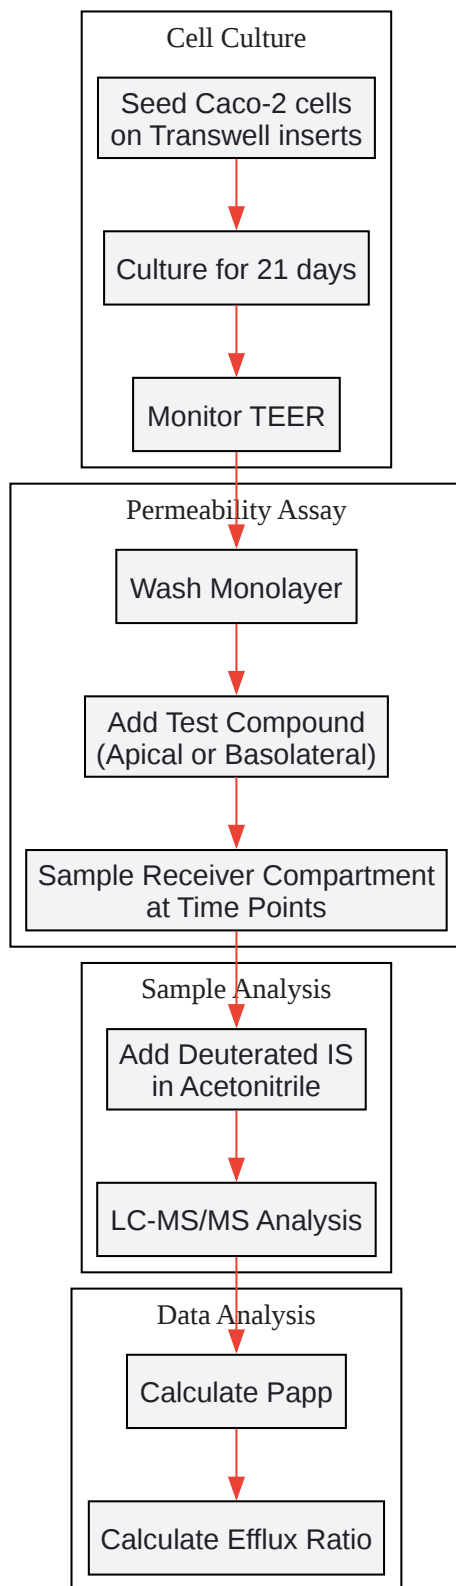 Cell Culture
Seed Caco-2 cells
on Transwell inserts
Culture for 21 days
Monitor TEER
Permeability Assay
Wash Monolayer
Add Test Compound
(Apical or Basolateral)
Sample Receiver Compartment
at Time Points
Sample Analysis
Add Deuterated IS
in Acetonitrile
LC-MS/MS Analysis
Data Analysis
Calculate Papp
Calculate Efflux Ratio